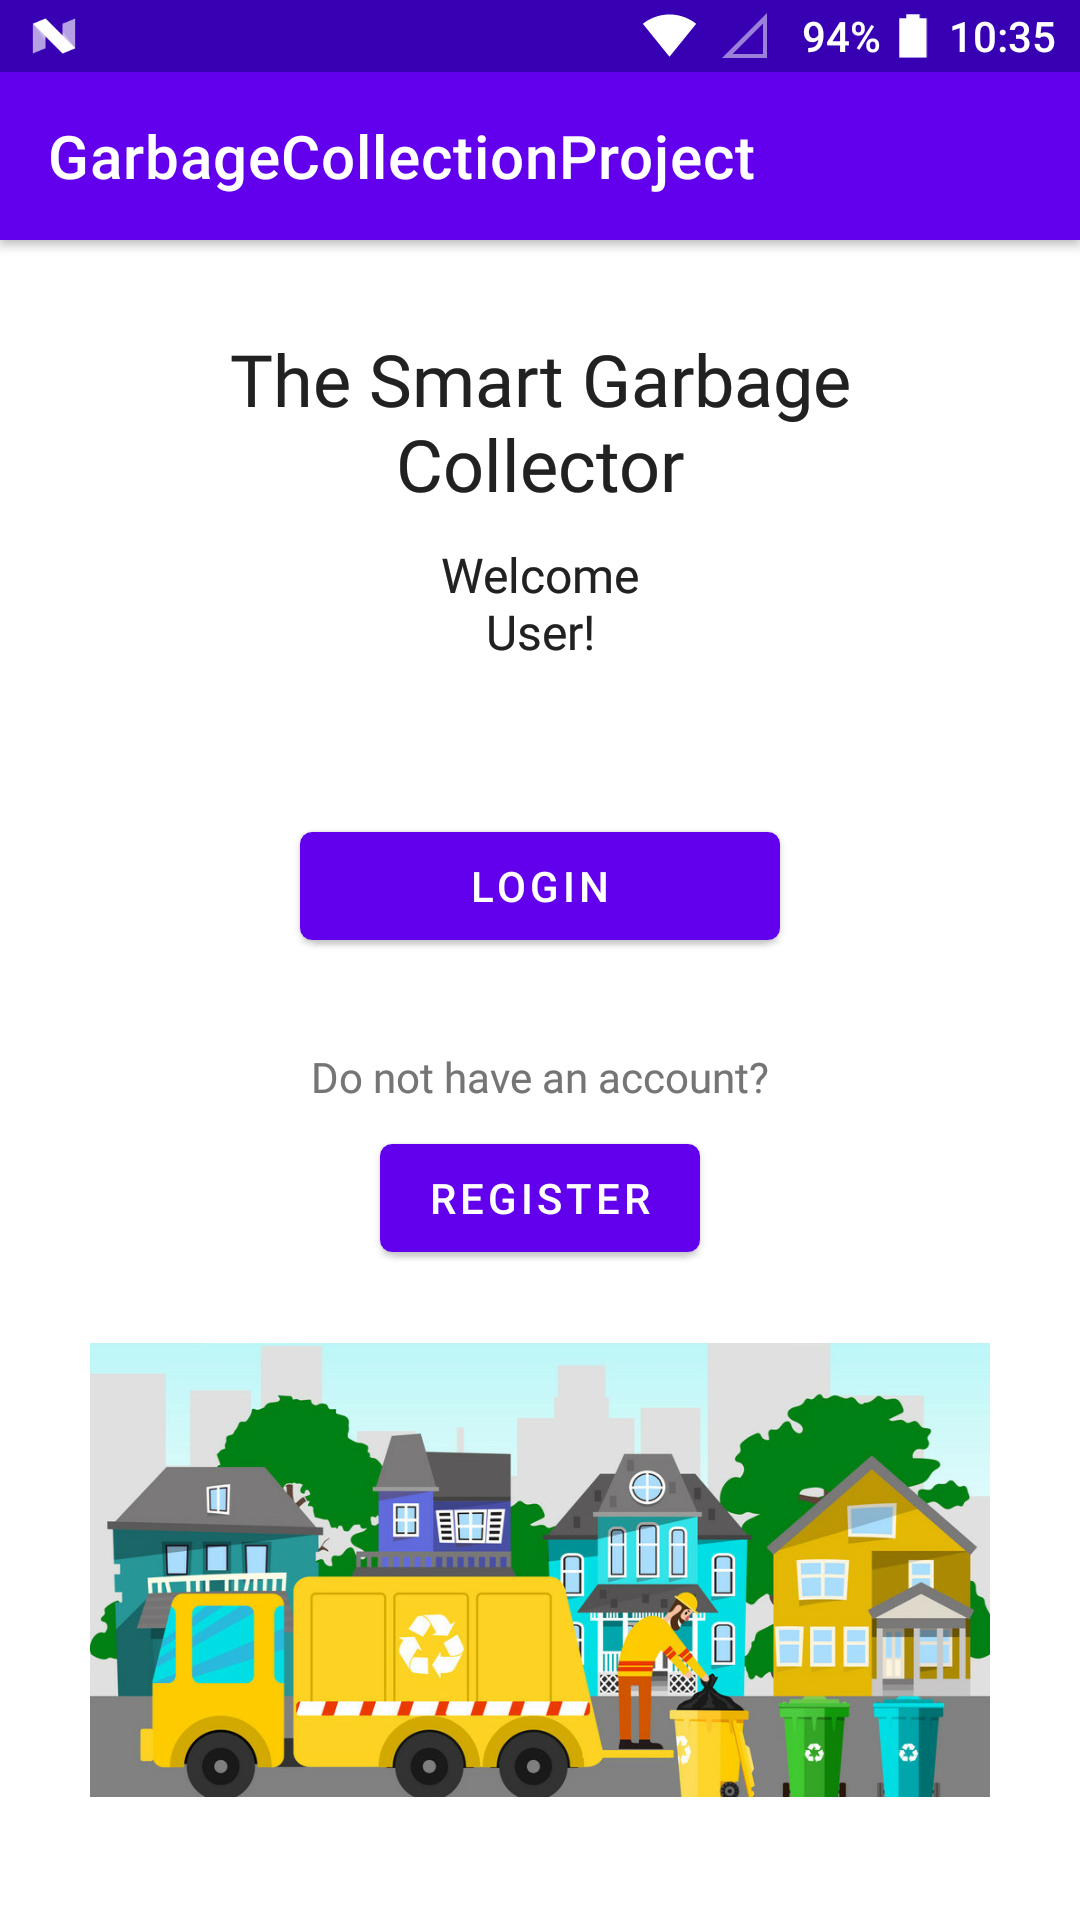 94% 10:35
GarbageCollectionProject
The Smart Garbage
Collector
Welcome
User!
LOGIN
Do not have an account?
REGISTER